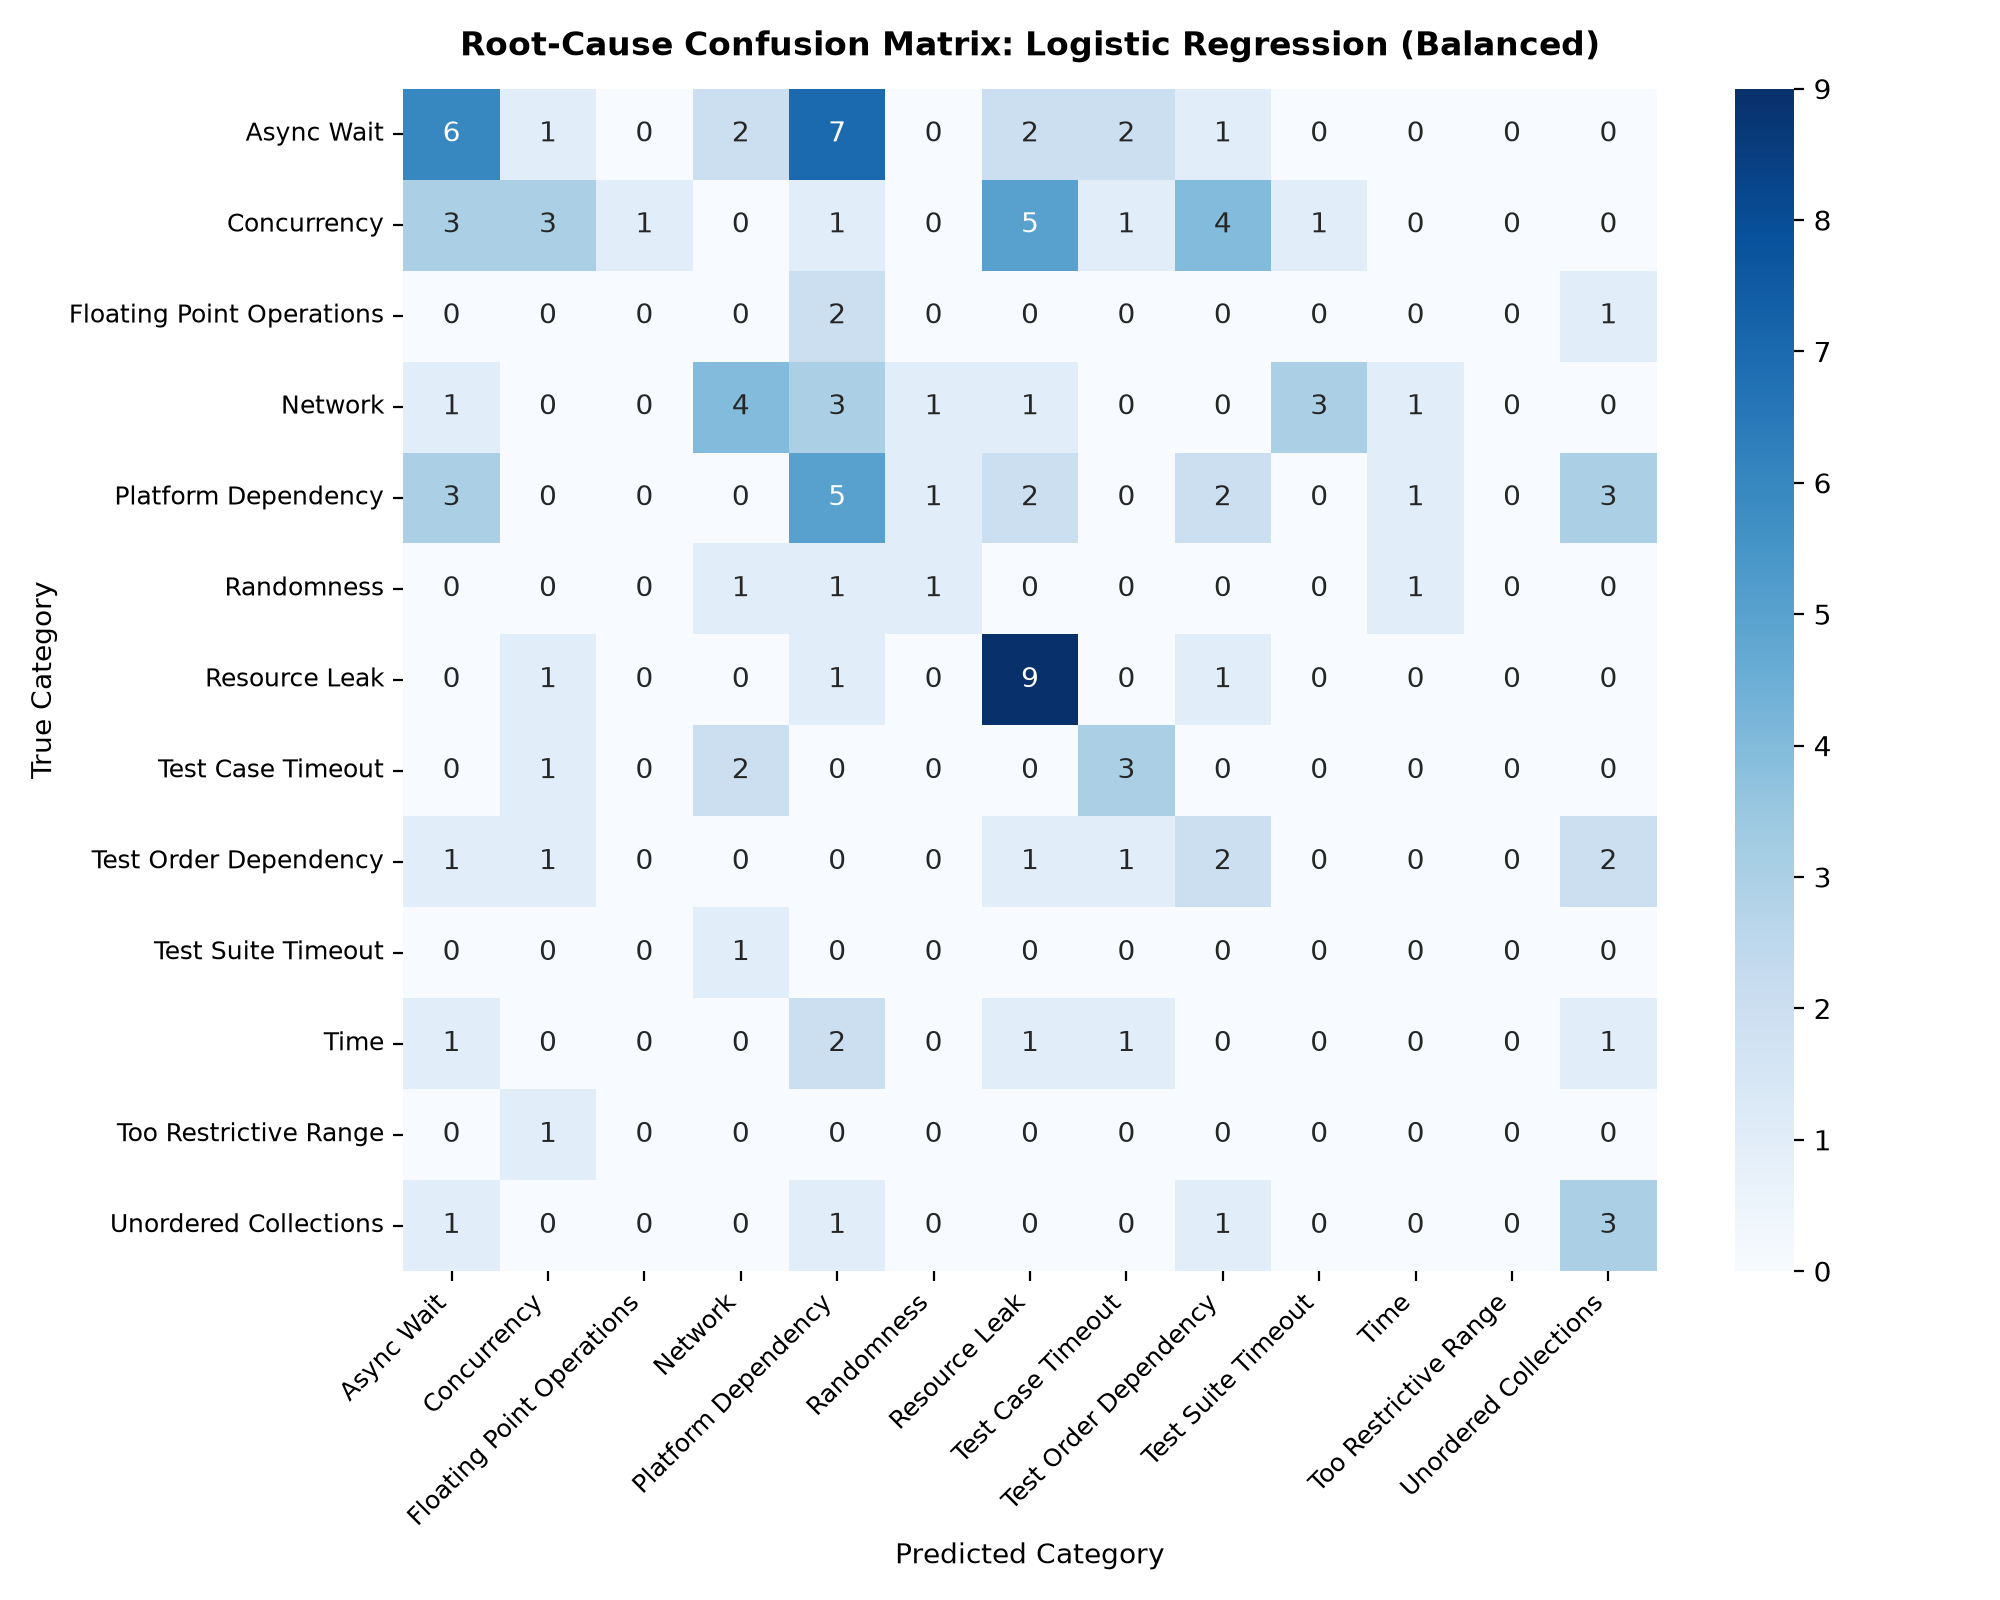 Root-Cause Confusion Matrix: Logistic Regression (Balanced)
Async Wait 6 1 0 2 7 0 2 2 1 0 0 0 0
Concurrency 3 3 1 0 1 0 5 1 4 1 0 0 0
Floating Point Operations 0 0 0 0 2 0 0 0 0 0 0 0 1
Network 1 0 0 4 3 1 1 0 0 3 1 0 0
Platform Dependency 3 0 0 0 5 1 2 0 2 0 1 0 3
Randomness 0 0 0 1 1 1 0 0 0 0 1 0 0
Resource Leak 0 1 0 0 1 0 9 0 1 0 0 0 0
Test Case Timeout 0 1 0 2 0 0 0 3 0 0 0 0 0
Test Order Dependency 1 1 0 0 0 0 1 1 2 0 0 0 2
Test Suite Timeout 0 0 0 1 0 0 0 0 0 0 0 0 0
Time 1 0 0 0 2 0 1 1 0 0 0 0 1
Too Restrictive Range 0 1 0 0 0 0 0 0 0 0 0 0 0
Unordered Collections 1 0 0 0 1 0 0 0 1 0 0 0 3
True Category
Async Wait
Concurrency
Floating Point Operations
Network
Platform Dependency
Randomness
Resource Leak
Test Case Timeout
Test Order Dependency
Test Suite Timeout
Time
Too Restrictive Range
Unordered Collections
Predicted Category
9
8
7
6
5
4
3
2
1
0